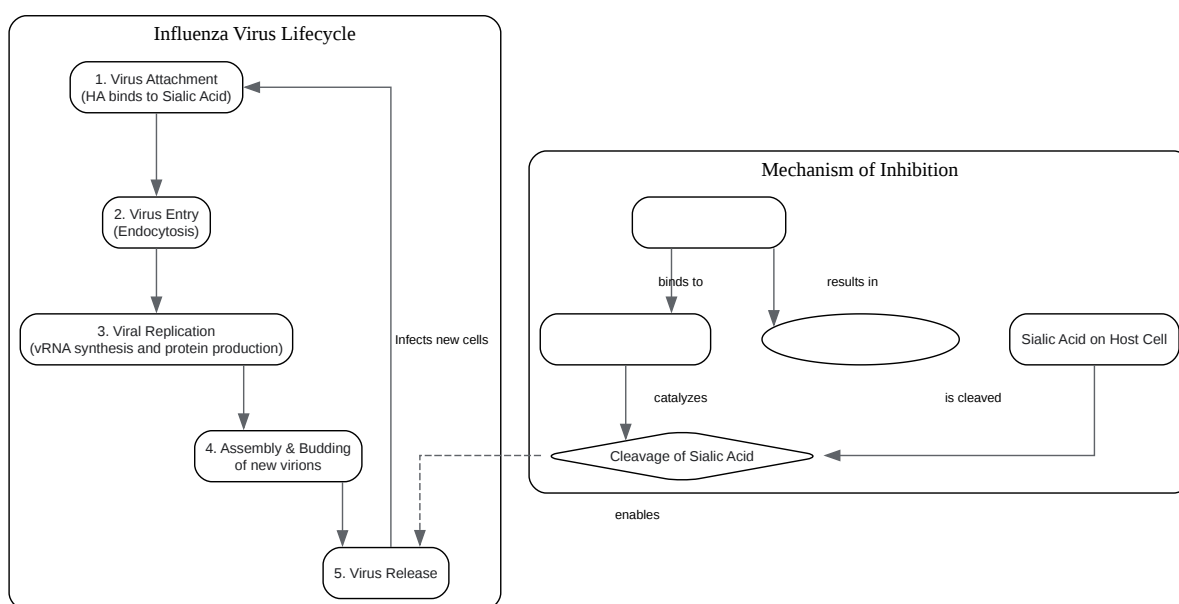 Influenza Virus Lifecycle
1. Virus Attachment
(HA binds to Sialic Acid)
2. Virus Entry
(Endocytosis)
3. Viral Replication
(vRNA synthesis and protein production)
Infects new cells
4. Assembly & Budding
of new virions
5. Virus Release
Mechanism of Inhibition
binds to
results in
Sialic Acid on Host Cell
catalyzes
is cleaved
Cleavage of Sialic Acid
enables